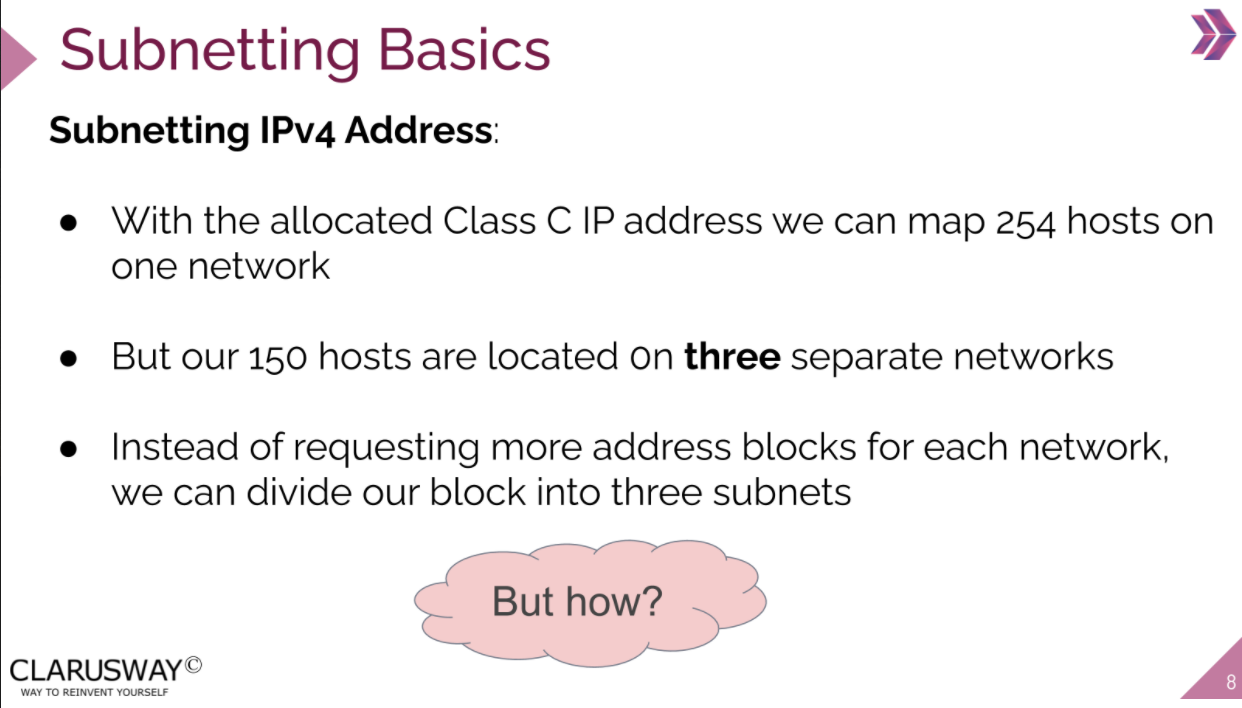 Subnetting Basics
Subnetting IPv4 Address:
● With the allocated Class C IP address we can map 254 hosts on
one network
● But our 150 hosts are located 0n three separate networks
● Instead of requesting more address blocks for each network,
we can divide our block into three subnets
But how?
CLARUSWAY©
WAY TO REINVENT YOURSELF
8